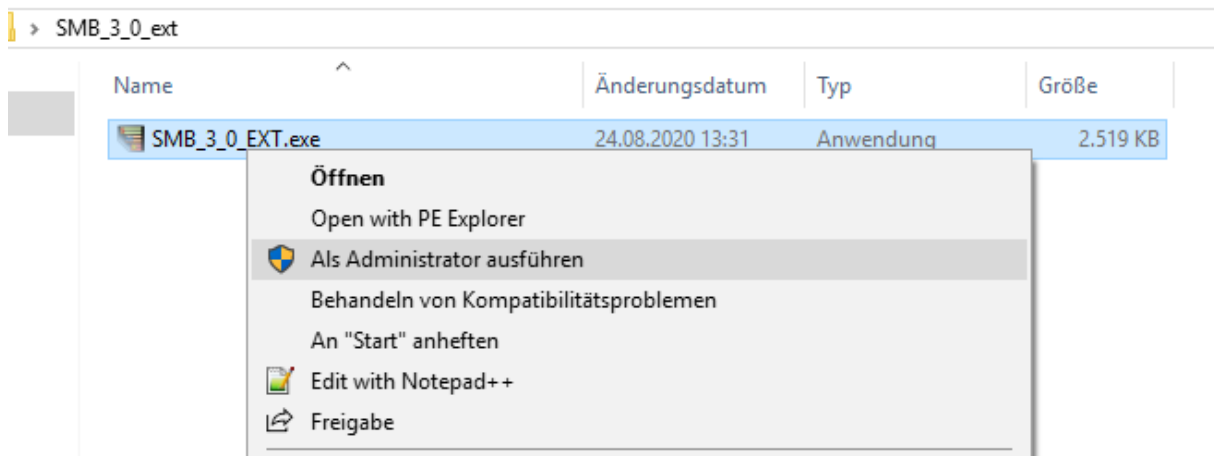 > SMB_3_0_ext
Name Änderungsdatum Typ Größe
SMB_3_0_EXT.exe 24.08.2020 13:31 Anwendung 2.519 KB
Öffnen
Open with PE Explorer
Als Administrator ausführen
Behandeln von Kompatibilitätsproblemen
An "Start" anheften
Edit with Notepad++
Freigabe